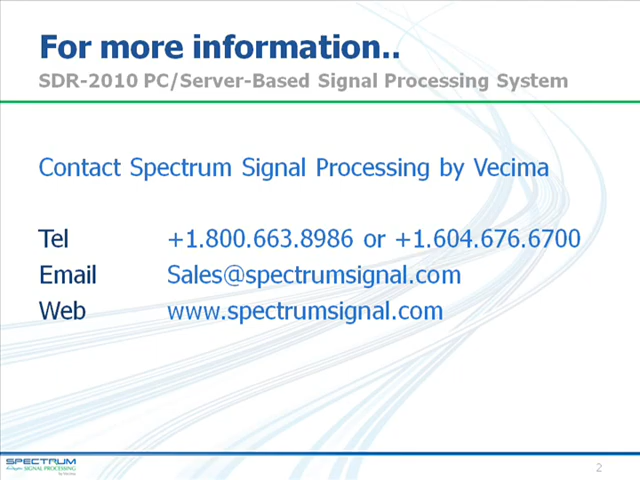 For more information..
SDR-2010 PC/Server-Based Signal Processing System
Contact Spectrum Signal Processing by Vecima
Tel +1.800.663.8986 or +1.604.676.6700
Email Sales@spectrumsignal.com
Web www.spectrumsignal.com
SPECTRUM
SIGNAL PROCESSING
by Vecima
2